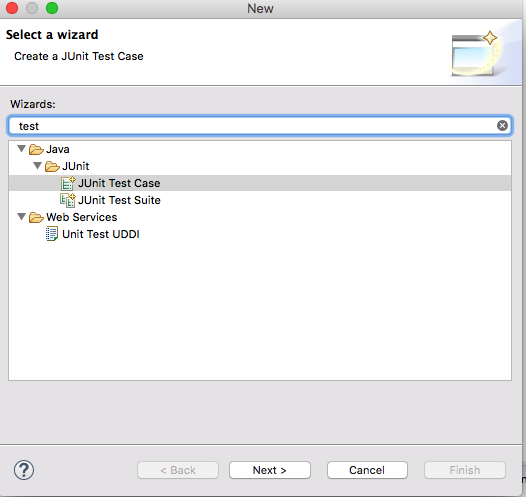 New
Select a wizard
Create a JUnit Test Case
Wizards:
test
Java
JUnit
JUnit Test Case
JUnit Test Suite
Web Services
Unit Test UDDI
?
< Back
Next >
Cancel
Finish